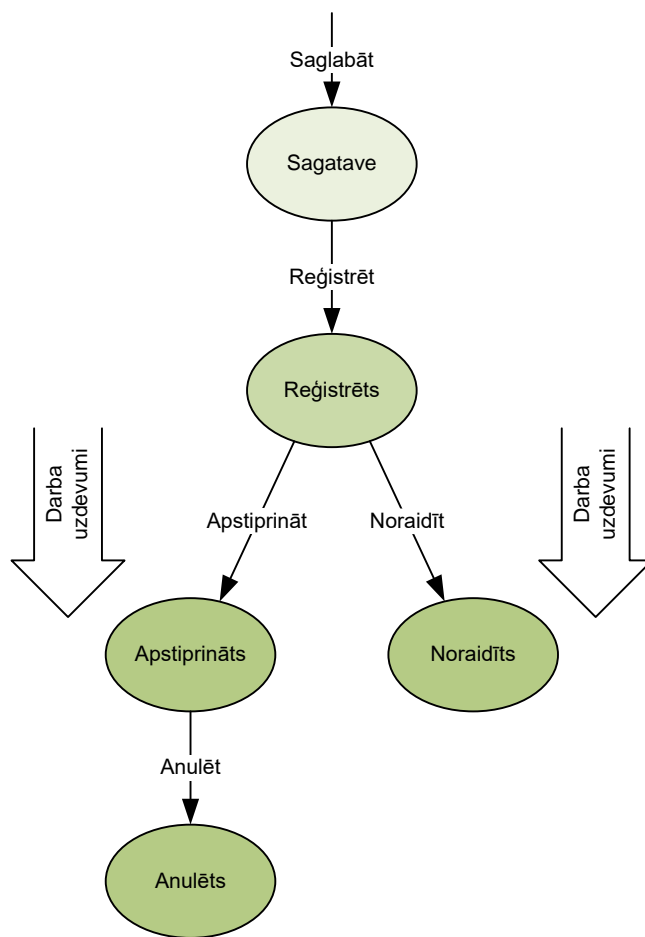 Saglabāt
Sagatave
Reģistrēt
Reģistrēts
Darba
uzdevumi
Darba
uzdevumi
Apstiprināt
Noraidīt
Apstiprināts
Noraidīts
Anulēt
Anulēts